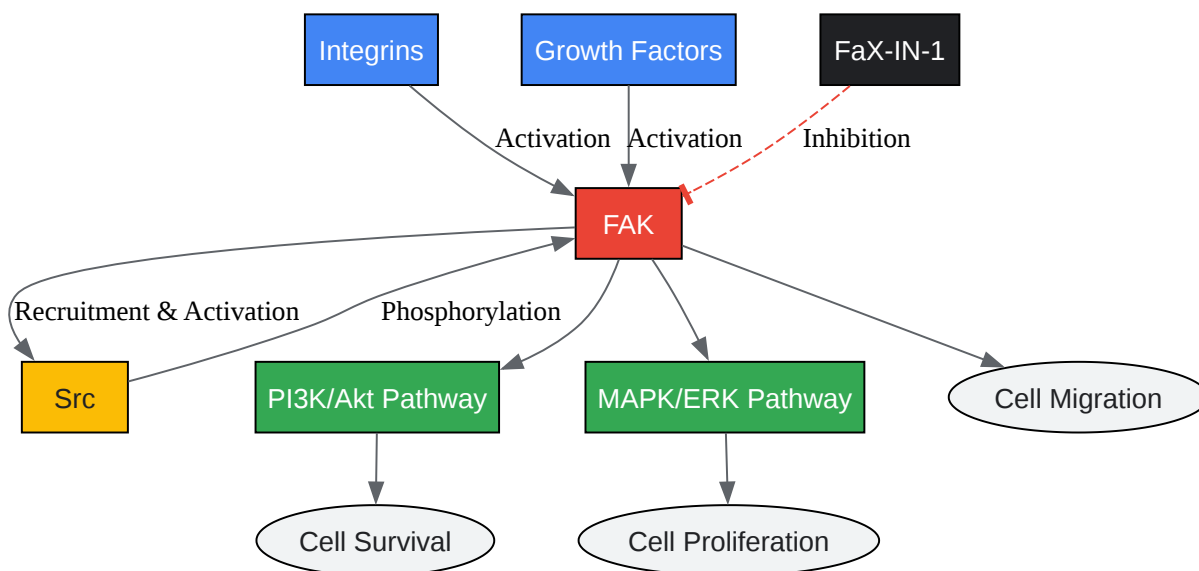 Integrins
Growth Factors
FaX-IN-1
Activation
Activation
Inhibition
FAK
Recruitment & Activation
Phosphorylation
Src
PI3K/Akt Pathway
MAPK/ERK Pathway
Cell Migration
Cell Survival
Cell Proliferation